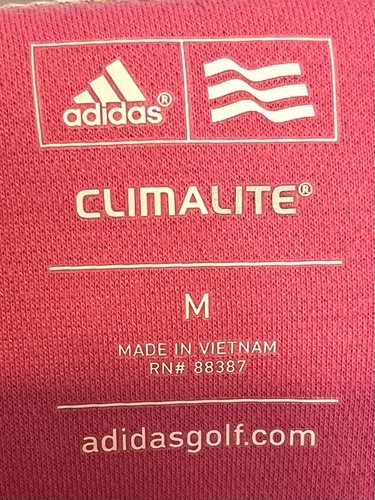 adidas®
CLIMALITE®
M
MADE IN VIETNAM
RN# 88387
adidasgolf.com